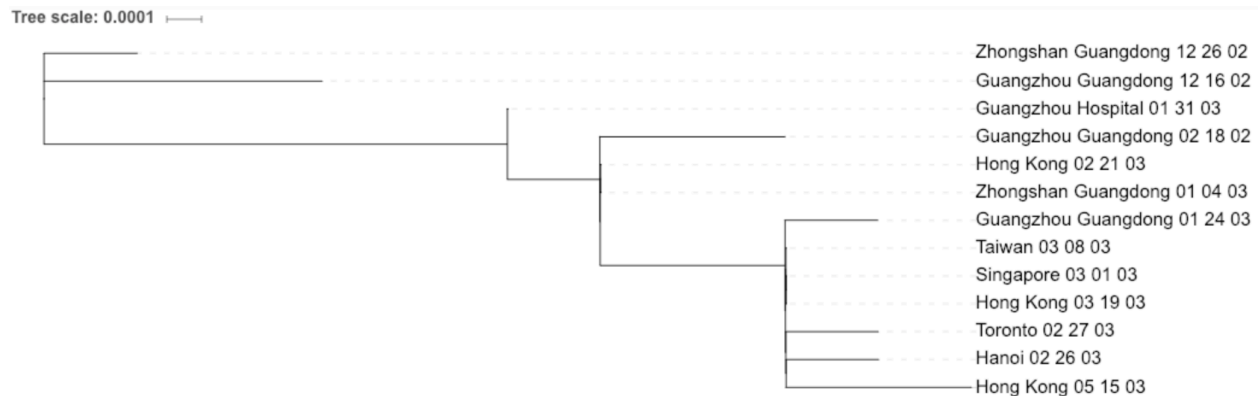 Tree scale: 0.0001
Zhongshan Guangdong 12 26 02
Guangzhou Guangdong 12 16 02
Guangzhou Hospital 01 31 03
Guangzhou Guangdong 02 18 02
Hong Kong 02 21 03
Zhongshan Guangdong 01 04 03
Guangzhou Guangdong 01 24 03
Taiwan 03 08 03
Singapore 03 01 03
Hong Kong 03 19 03
Toronto 02 27 03
Hanoi 02 26 03
Hong Kong 05 15 03